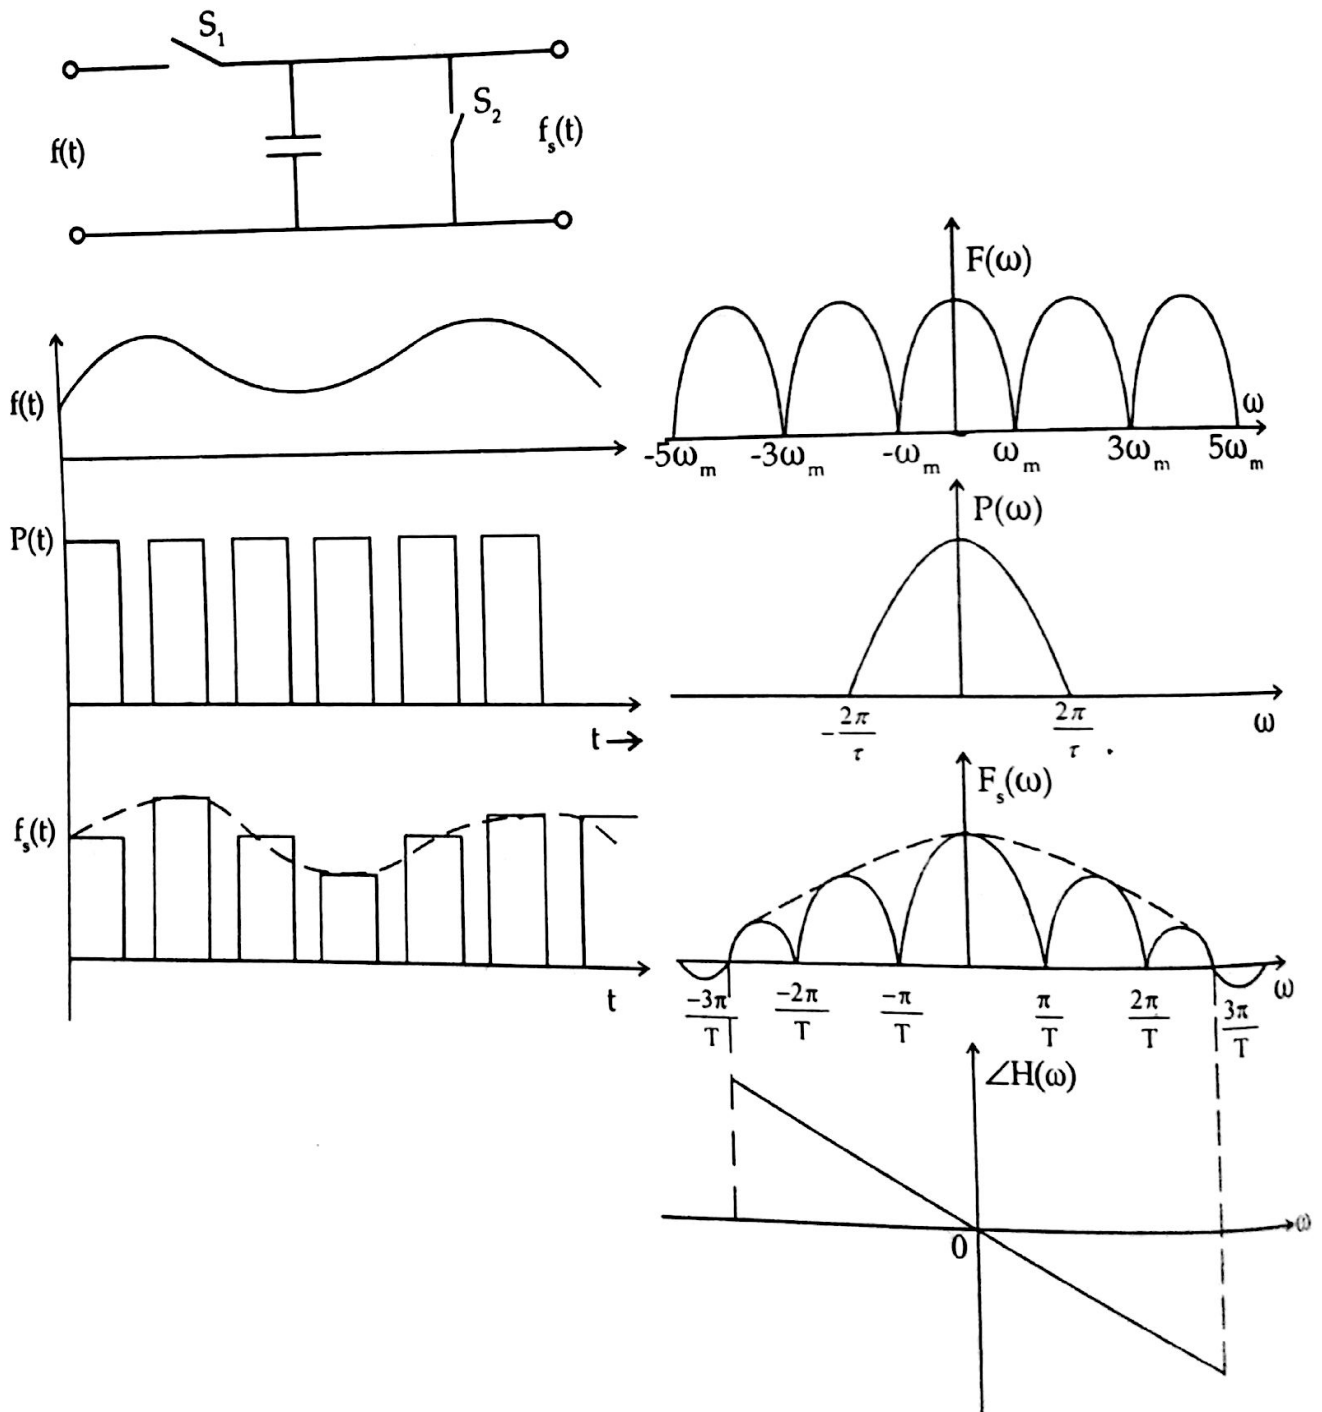 S₁
S₂
f(t)
fₛ(t)
F(ω)
f(t)
ω
-5ωₘ -3ωₘ -ωₘ ωₘ 3ωₘ 5ωₘ
P(ω)
P(t)
-2π/τ 2π/τ .
ω
t
Fₛ(ω)
fₛ(t)
-3π/T -2π/T -π/T π/T 2π/T 3π/T
ω
t
∠H(ω)
ω
0